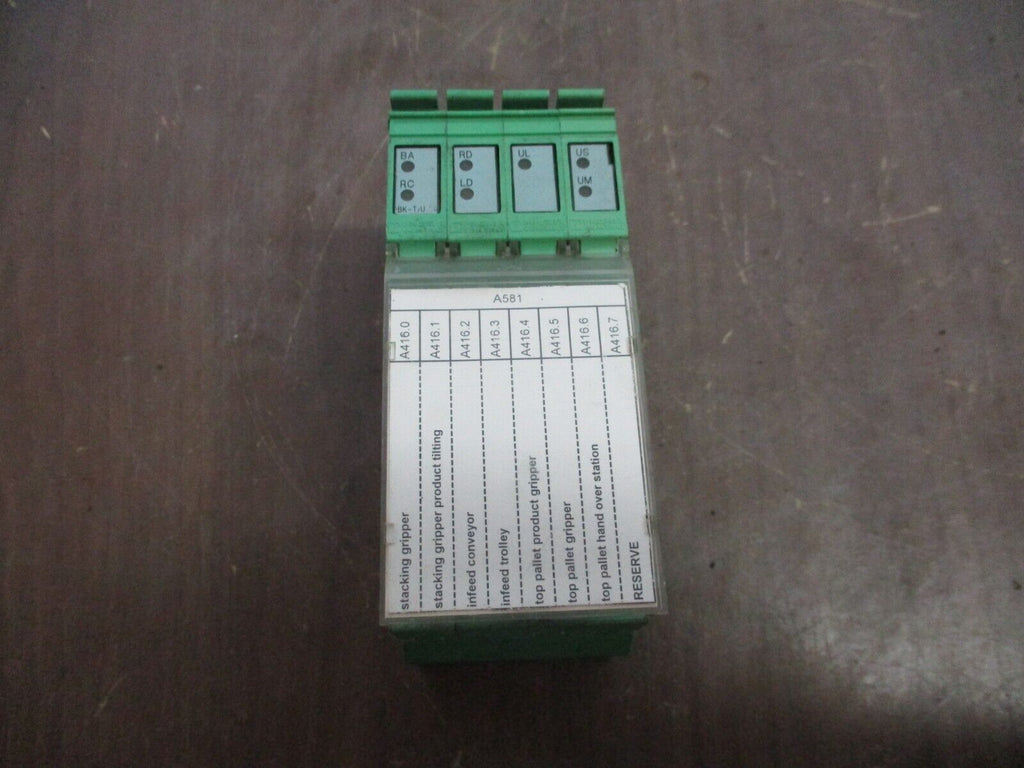 BA
RC
BK-T/U
RD
LD
UL
US
UM
A581
A416.0
A416.1
A416.2
A416.3
A416.4
A416.5
A416.6
A416.7
stacking gripper
stacking gripper product tilting
infeed conveyor
infeed trolley
top pallet product gripper
top pallet gripper
top pallet hand over station
RESERVE